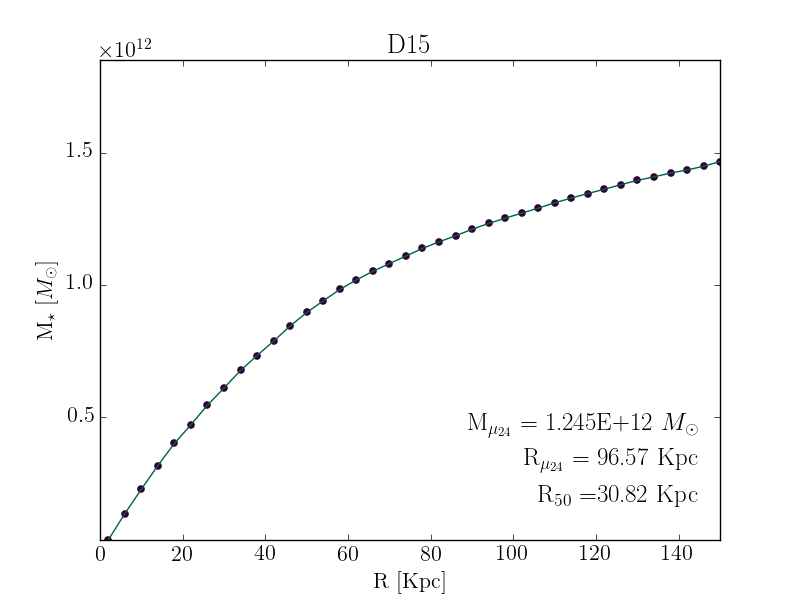 D15
×10¹²
1.5
1.0
0.5
M⋆ [M⊙]
M_μ₂₄ = 1.245E+12 M⊙
R_μ₂₄ = 96.57 Kpc
R₅₀ =30.82 Kpc
0 20 40 60 80 100 120 140
R [Kpc]